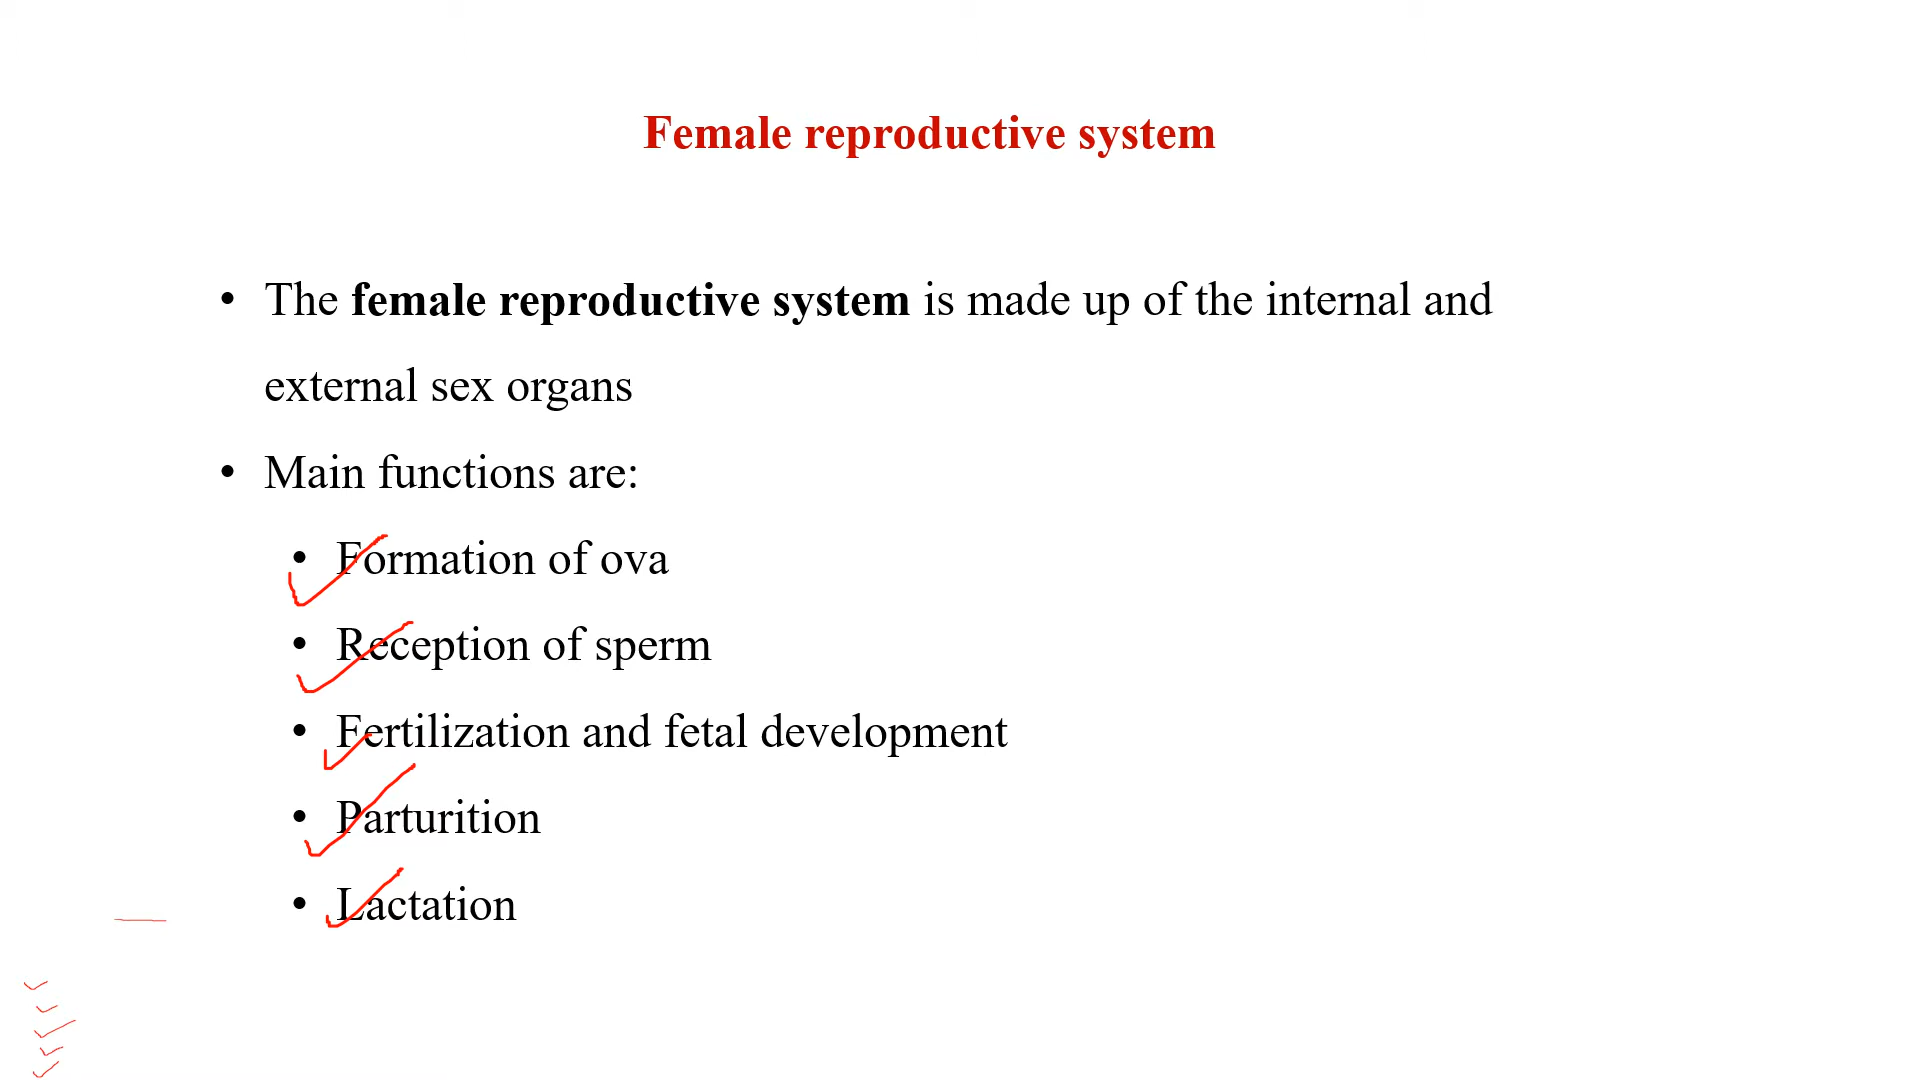 Female reproductive system
• The female reproductive system is made up of the internal and
external sex organs
• Main functions are:
• Formation of ova
• Reception of sperm
• Fertilization and fetal development
• Parturition
• Lactation